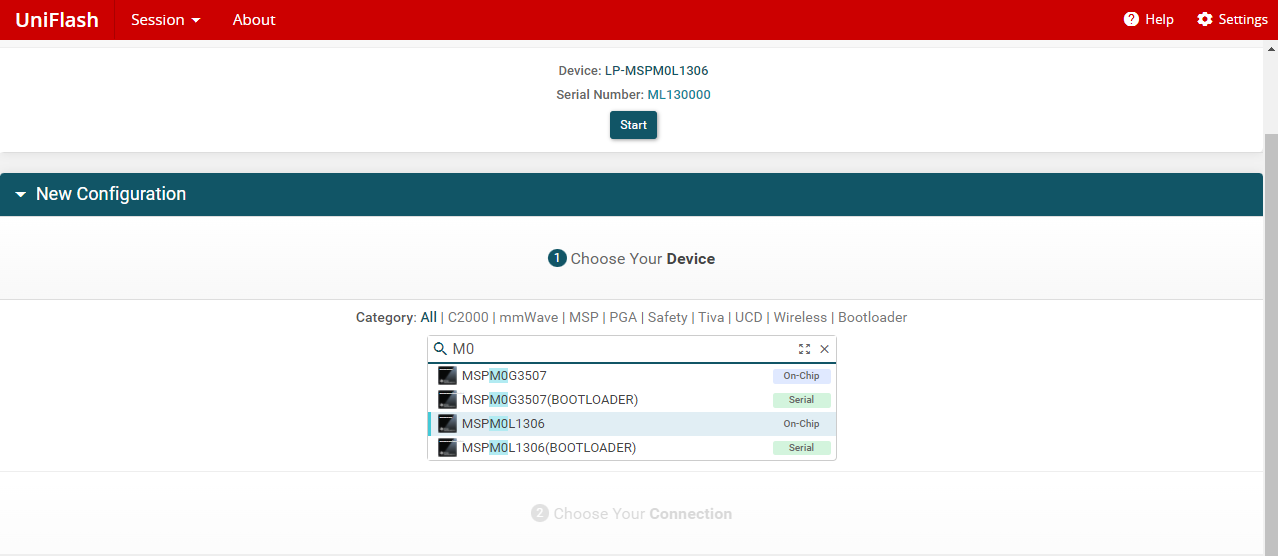 UniFlash Session About Help Settings
Device: LP-MSPM0L1306
Serial Number: ML130000
Start
New Configuration
1 Choose Your Device
Category: All | C2000 | mmWave | MSP | PGA | Safety | Tiva | UCD | Wireless | Bootloader
M0
MSPM0G3507 On-Chip
MSPM0G3507(BOOTLOADER) Serial
MSPM0L1306 On-Chip
MSPM0L1306(BOOTLOADER) Serial
2 Choose Your Connection